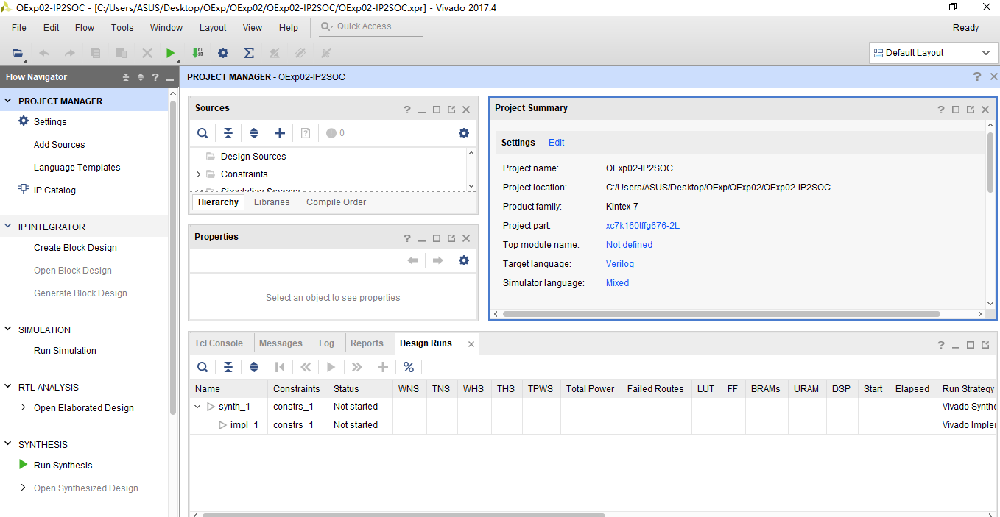 OExp02-IP2SOC - [C:/Users/ASUS/Desktop/OExp/OExp02/OExp02-IP2SOC/OExp02-IP2SOC.xpr] - Vivado 2017.4
File Edit Flow Tools Window Layout View Help Quick Access Ready
Default Layout
Flow Navigator
PROJECT MANAGER
Settings
Add Sources
Language Templates
IP Catalog
IP INTEGRATOR
Create Block Design
Open Block Design
Generate Block Design
SIMULATION
Run Simulation
RTL ANALYSIS
Open Elaborated Design
SYNTHESIS
Run Synthesis
Open Synthesized Design
PROJECT MANAGER - OExp02-IP2SOC
Sources
0
Design Sources
Constraints
Simulation Sources
Hierarchy Libraries Compile Order
Properties
Select an object to see properties
Project Summary
Settings Edit
Project name: OExp02-IP2SOC
Project location: C:/Users/ASUS/Desktop/OExp/OExp02/OExp02-IP2SOC
Product family: Kintex-7
Project part: xc7k160tffg676-2L
Top module name: Not defined
Target language: Verilog
Simulator language: Mixed
Tcl Console Messages Log Reports Design Runs
Name Constraints Status WNS TNS WHS THS TPWS Total Power Failed Routes LUT FF BRAMs URAM DSP Start Elapsed Run Strategy
synth_1 constrs_1 Not started Vivado Synthe
impl_1 constrs_1 Not started Vivado Implem